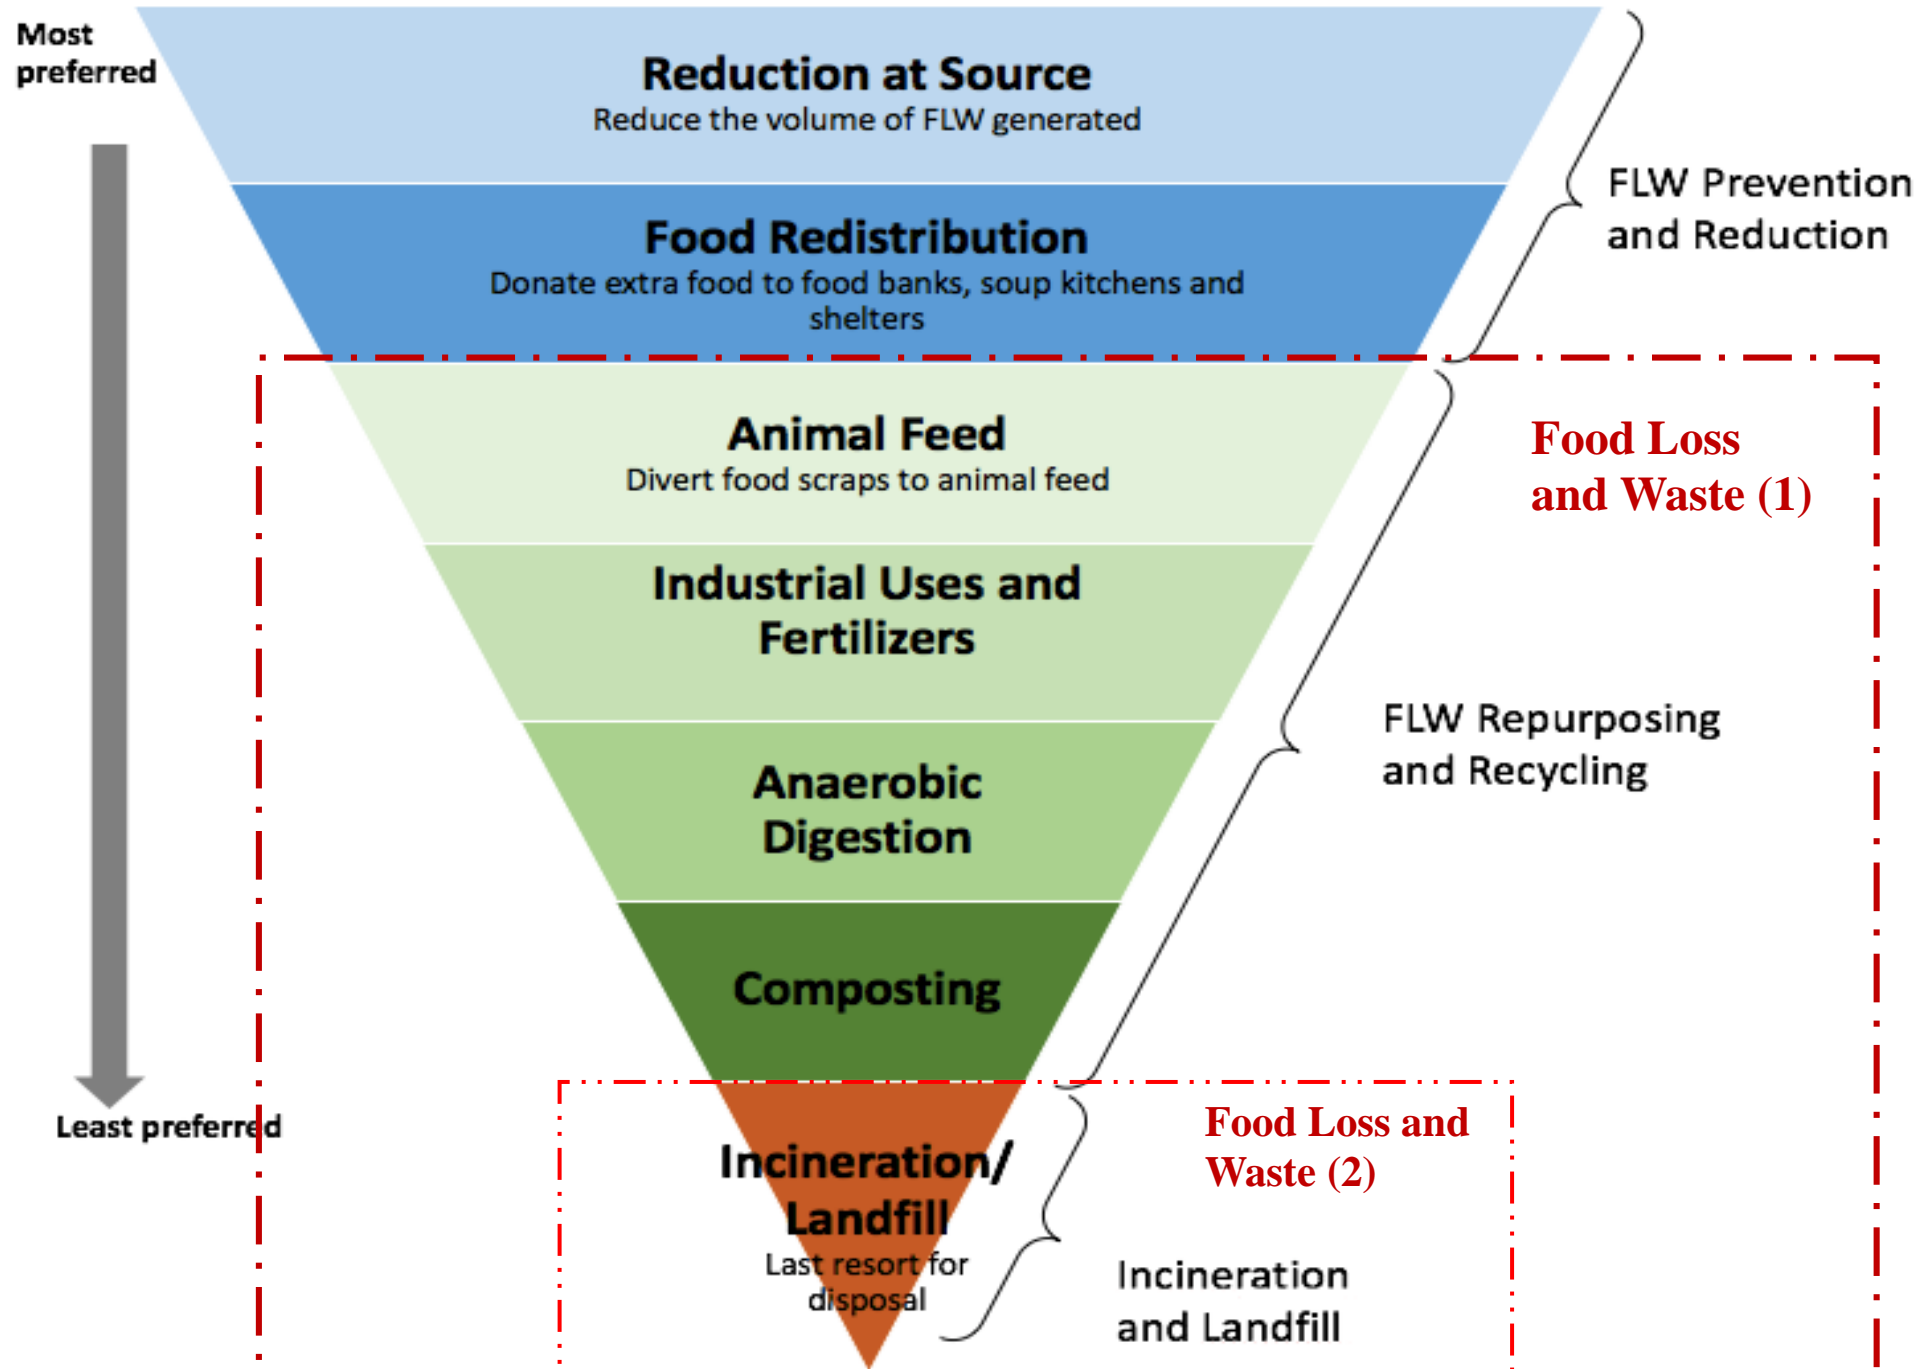 Most
preferred
Reduction at Source
Reduce the volume of FLW generated
FLW Prevention
and Reduction
Food Redistribution
Donate extra food to food banks, soup kitchens and
shelters
Animal Feed
Divert food scraps to animal feed
Food Loss
and Waste (1)
Industrial Uses and
Fertilizers
FLW Repurposing
and Recycling
Anaerobic
Digestion
Composting
Least preferred
Food Loss and
Waste (2)
Incineration/
Landfill
Last resort for
disposal
Incineration
and Landfill